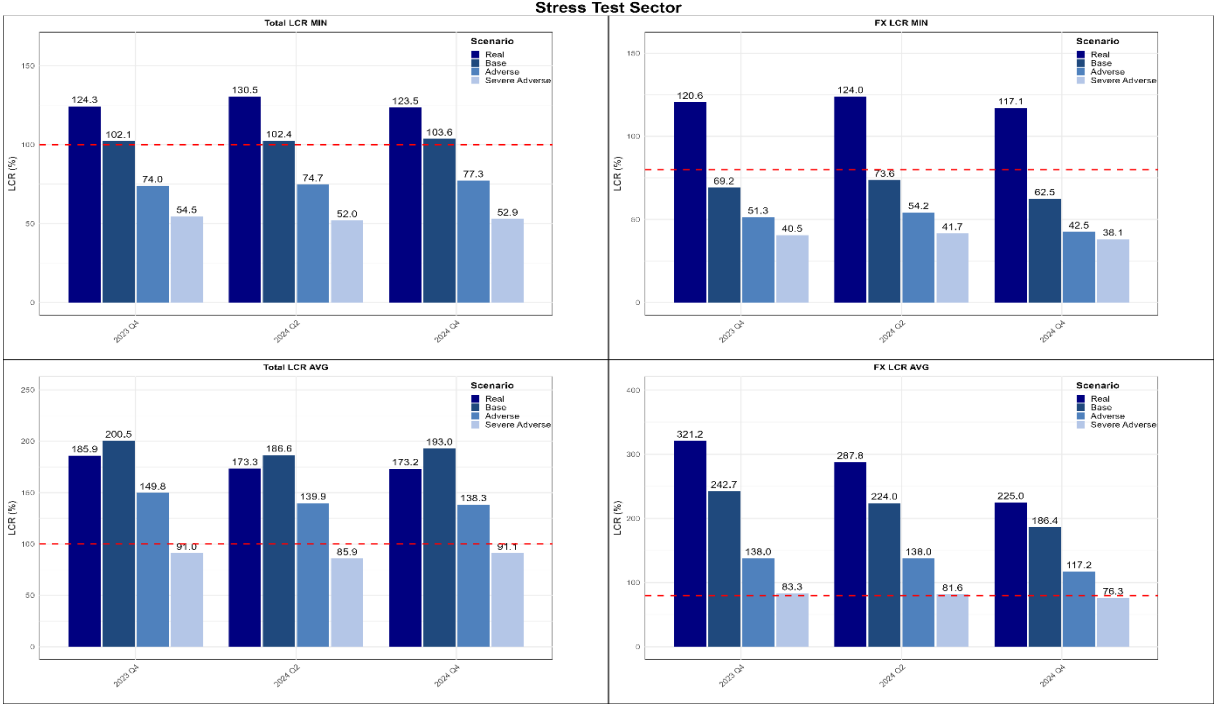 Stress Test Sector
Total LCR MIN
Scenario
Real
Base
Adverse
Severe Adverse
LCR (%)
150
100
50
0
124.3
102.1
74.0
54.5
130.5
102.4
74.7
52.0
123.5
103.6
77.3
52.9
2023 Q4
2024 Q2
2024 Q4
FX LCR MIN
Scenario
Real
Base
Adverse
Severe Adverse
LCR (%)
150
100
50
0
120.6
69.2
51.3
40.5
124.0
73.6
54.2
41.7
117.1
62.5
42.5
38.1
2023 Q4
2024 Q2
2024 Q4
Total LCR AVG
Scenario
Real
Base
Adverse
Severe Adverse
LCR (%)
250
200
150
100
50
0
185.9
200.5
149.8
91.0
173.3
186.6
139.9
85.9
173.2
193.0
138.3
91.1
2023 Q4
2024 Q2
2024 Q4
FX LCR AVG
Scenario
Real
Base
Adverse
Severe Adverse
LCR (%)
400
300
200
100
0
321.2
242.7
138.0
83.3
287.8
224.0
138.0
81.6
225.0
186.4
117.2
76.3
2023 Q4
2024 Q2
2024 Q4